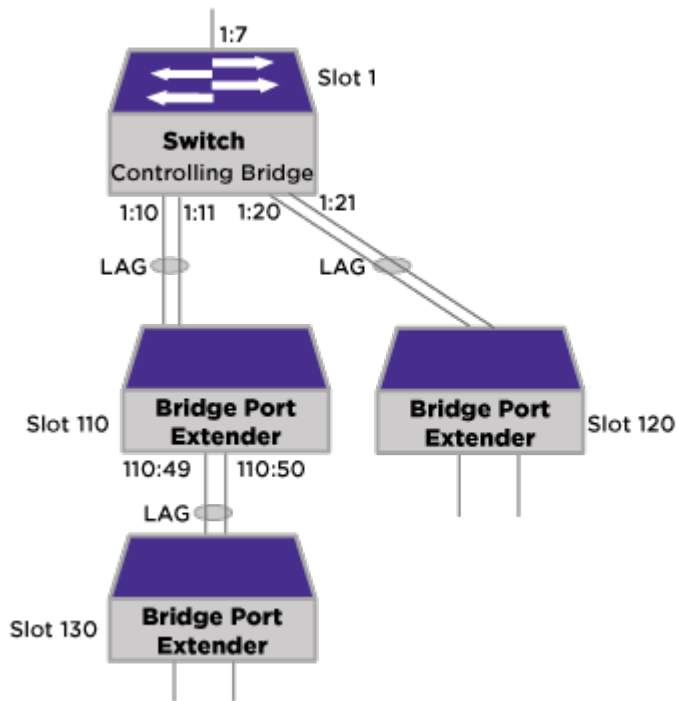 1:7
Slot 1
Switch
Controlling Bridge
1:10
1:11
1:20
1:21
LAG
LAG
Slot 110
Bridge Port
Extender
Bridge Port
Extender
Slot 120
110:49
110:50
LAG
Slot 130
Bridge Port
Extender